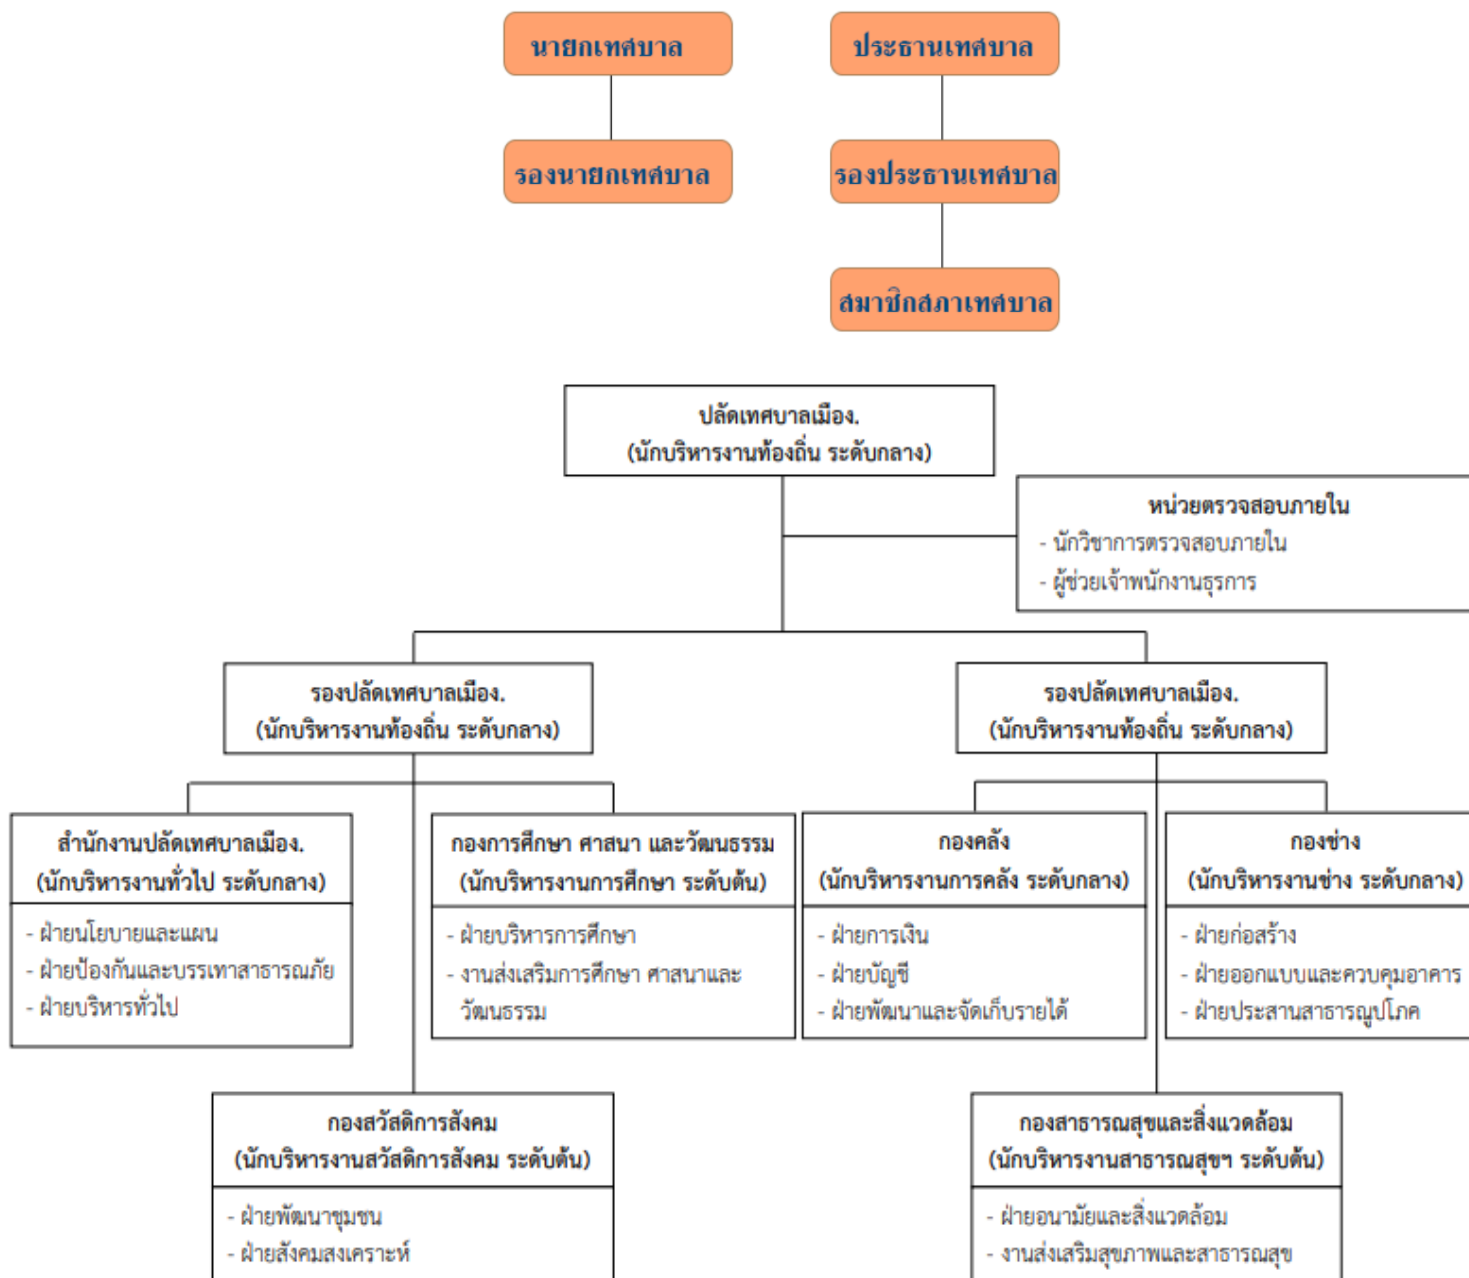 นายกเทศบาล
ประธานเทศบาล
รองนายกเทศบาล
รองประธานเทศบาล
สมาชิกสภาเทศบาล
ปลัดเทศบาลเมือง.
(นักบริหารงานท้องถิ่น ระดับกลาง)
หน่วยตรวจสอบภายใน
- นักวิชาการตรวจสอบภายใน
- ผู้ช่วยเจ้าพนักงานธุรการ
รองปลัดเทศบาลเมือง.
(นักบริหารงานท้องถิ่น ระดับกลาง)
รองปลัดเทศบาลเมือง.
(นักบริหารงานท้องถิ่น ระดับกลาง)
สำนักงานปลัดเทศบาลเมือง.
(นักบริหารงานทั่วไป ระดับกลาง)
- ฝ่ายนโยบายและแผน
- ฝ่ายป้องกันและบรรเทาสาธารณภัย
- ฝ่ายบริหารทั่วไป
กองการศึกษา ศาสนา และวัฒนธรรม
(นักบริหารงานการศึกษา ระดับต้น)
- ฝ่ายบริหารการศึกษา
- งานส่งเสริมการศึกษา ศาสนาและ
วัฒนธรรม
กองคลัง
(นักบริหารงานการคลัง ระดับกลาง)
- ฝ่ายการเงิน
- ฝ่ายบัญชี
- ฝ่ายพัฒนาและจัดเก็บรายได้
กองช่าง
(นักบริหารงานช่าง ระดับกลาง)
- ฝ่ายก่อสร้าง
- ฝ่ายออกแบบและควบคุมอาคาร
- ฝ่ายประสานสาธารณูปโภค
กองสวัสดิการสังคม
(นักบริหารงานสวัสดิการสังคม ระดับต้น)
- ฝ่ายพัฒนาชุมชน
- ฝ่ายสังคมสงเคราะห์
กองสาธารณสุขและสิ่งแวดล้อม
(นักบริหารงานสาธารณสุขฯ ระดับต้น)
- ฝ่ายอนามัยและสิ่งแวดล้อม
- งานส่งเสริมสุขภาพและสาธารณสุข